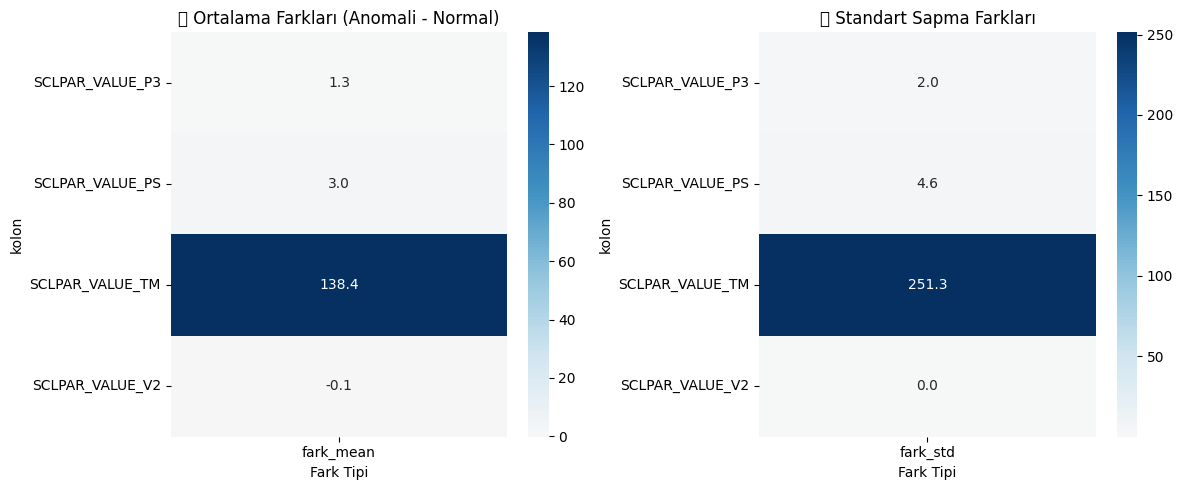 ▯ Ortalama Farkları (Anomali - Normal)
SCLPAR_VALUE_P3
SCLPAR_VALUE_PS
SCLPAR_VALUE_TM
SCLPAR_VALUE_V2
kolon
1.3
3.0
138.4
-0.1
fark_mean
Fark Tipi
120
100
80
60
40
20
0
▯ Standart Sapma Farkları
SCLPAR_VALUE_P3
SCLPAR_VALUE_PS
SCLPAR_VALUE_TM
SCLPAR_VALUE_V2
kolon
2.0
4.6
251.3
0.0
fark_std
Fark Tipi
250
200
150
100
50